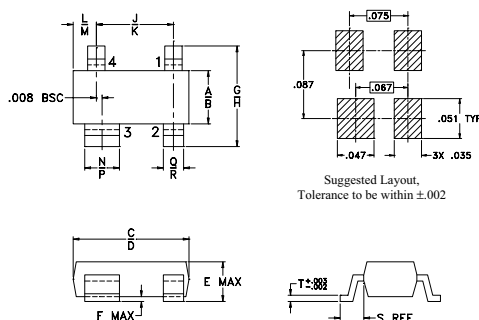 L
M
J
K
4
1
.008 BSC
A
B
G
H
3
2
N
P
Q
R
.075
.087
.067
.051 TYP
.047
3X .035
Suggested Layout,
Tolerance to be within ±.002
C
D
E MAX
F MAX
T +.003
-.002
S REF